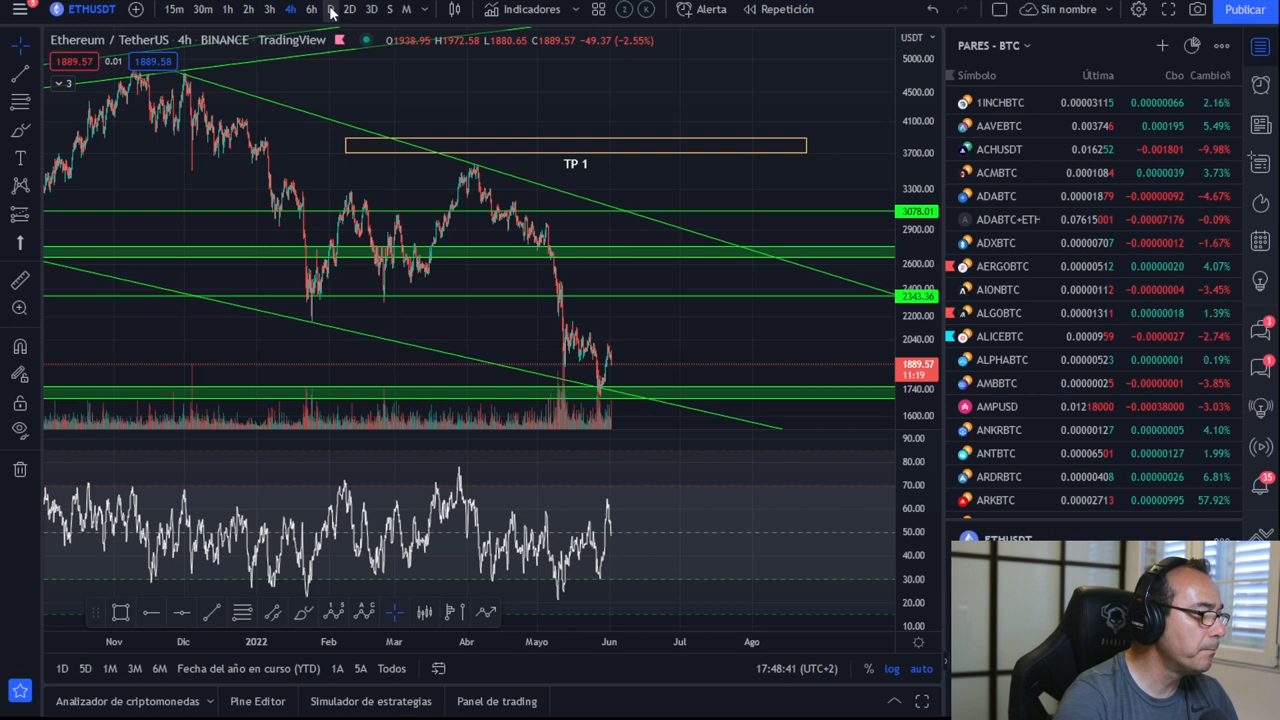 5 ETHUSDT 15m 30m 1h 2h 3h 4h 6h D 2D 3D S M Indicadores 2 K Alerta Repetición Sin nombre Publicar
Ethereum / TetherUS · 4h · BINANCE · TradingView O1938.95 H1972.58 L1880.65 C1889.57 −49.37 (−2.55%) USDT
1889.57 0.01 1889.58
3
5000.00
4500.00
4100.00
3700.00
3300.00
3078.01
2900.00
2600.00
2400.00
2343.36
2200.00
2040.00
1889.57
11:19
1740.00
1600.00
90.00
80.00
70.00
60.00
50.00
40.00
30.00
20.00
10.00
TP 1
Nov Dic 2022 Feb Mar Abr Mayo Jun Jul Ago
1D 5D 1M 3M 6M Fecha del año en curso (YTD) 1A 5A Todos 17:48:41 (UTC+2) % log auto
Analizador de criptomonedas Pine Editor Simulador de estrategias Panel de trading
PARES - BTC
Símbolo Última Cbo Cambio%
1INCHBTC 0.00003115 0.00000066 2.16%
AAVEBTC 0.003746 0.000195 5.49%
ACHUSDT 0.016252 −0.001801 −9.98%
ACMBTC 0.0001084 0.0000039 3.73%
ADABTC 0.00001879 −0.00000092 −4.67%
ADABTC+ETH 0.07615001 −0.00007176 −0.09%
ADXBTC 0.00000707 −0.00000012 −1.67%
AERGOBTC 0.00000512 0.00000020 4.07%
AIONBTC 0.00000112 −0.00000004 −3.45%
ALGOBTC 0.00001311 0.00000018 1.39%
ALICEBTC 0.0000959 −0.0000027 −2.74%
ALPHABTC 0.00000523 0.00000001 0.19%
AMBBTC 0.00000025 −0.00000001 −3.85%
AMPUSD 0.01218000 −0.00038000 −3.03%
ANKRBTC 0.00000127 0.00000005 4.10%
ANTBTC 0.00006501 0.00000127 1.99%
ARDRBTC 0.00000408 0.00000026 6.81%
ARKBTC 0.00002713 0.00000995 57.92%
ETHUSDT
3
1
35